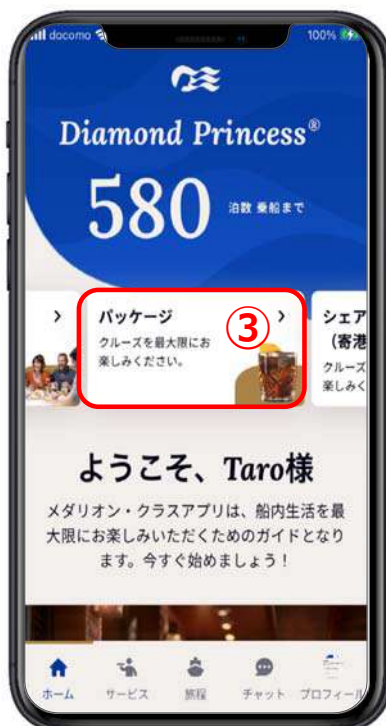 docomo
100%
Diamond Princess®
580 泊数 乗船まで
パッケージ
クルーズを最大限にお
楽しみください。
③
シェア
（寄港
クルーズ
楽しみく
ようこそ、Taro様
メダリオン・クラスアプリは、船内生活を最
大限にお楽しみいただくためのガイドとなり
ます。今すぐ始めましょう！
ホーム サービス 旅程 チャット プロフィール